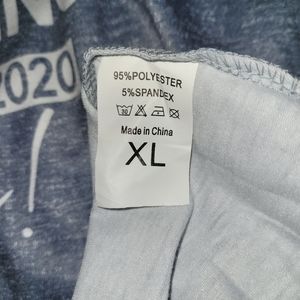 2020
95%POLYESTER
5%SPANDEX
Made in China
XL